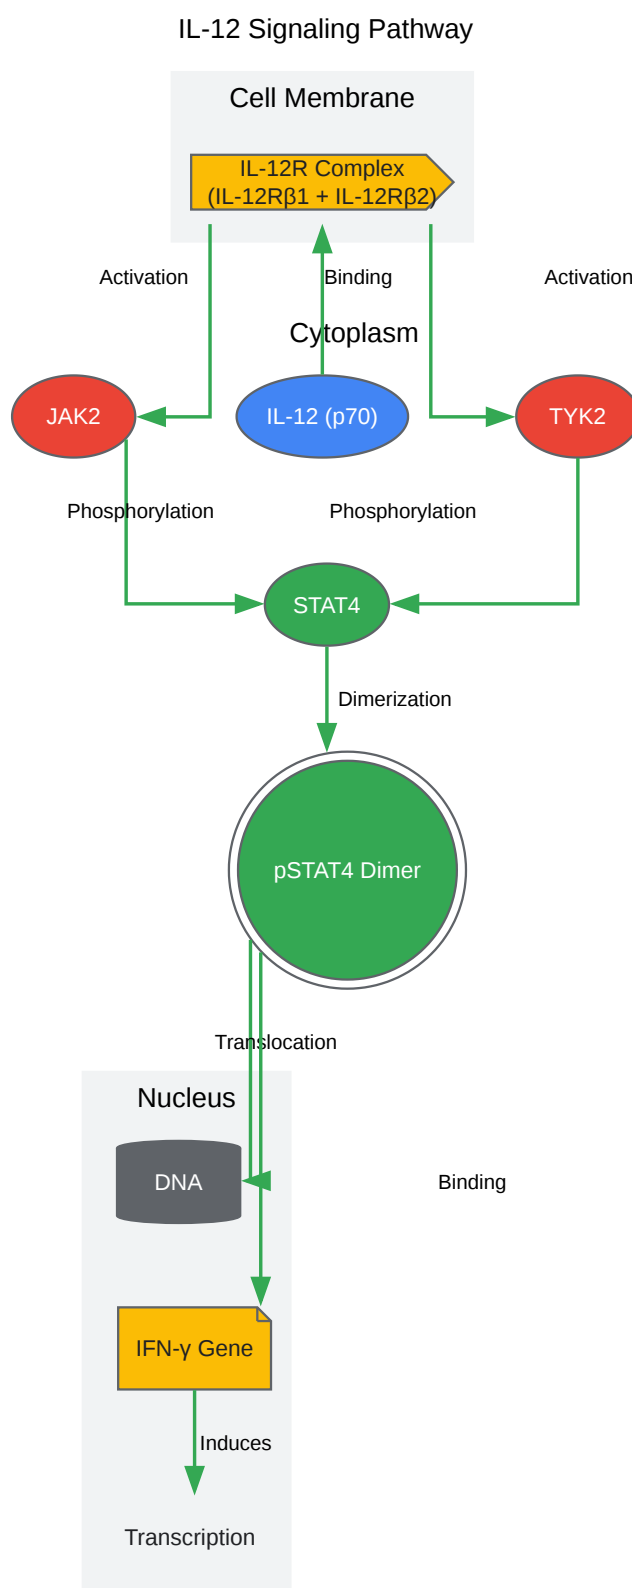 IL-12 Signaling Pathway
Cell Membrane
IL-12R Complex
(IL-12Rβ1 + IL-12Rβ2)
Activation
Binding
Activation
Cytoplasm
JAK2
IL-12 (p70)
TYK2
Phosphorylation
Phosphorylation
STAT4
Dimerization
pSTAT4 Dimer
Translocation
Nucleus
DNA
Binding
IFN-γ Gene
Induces
Transcription